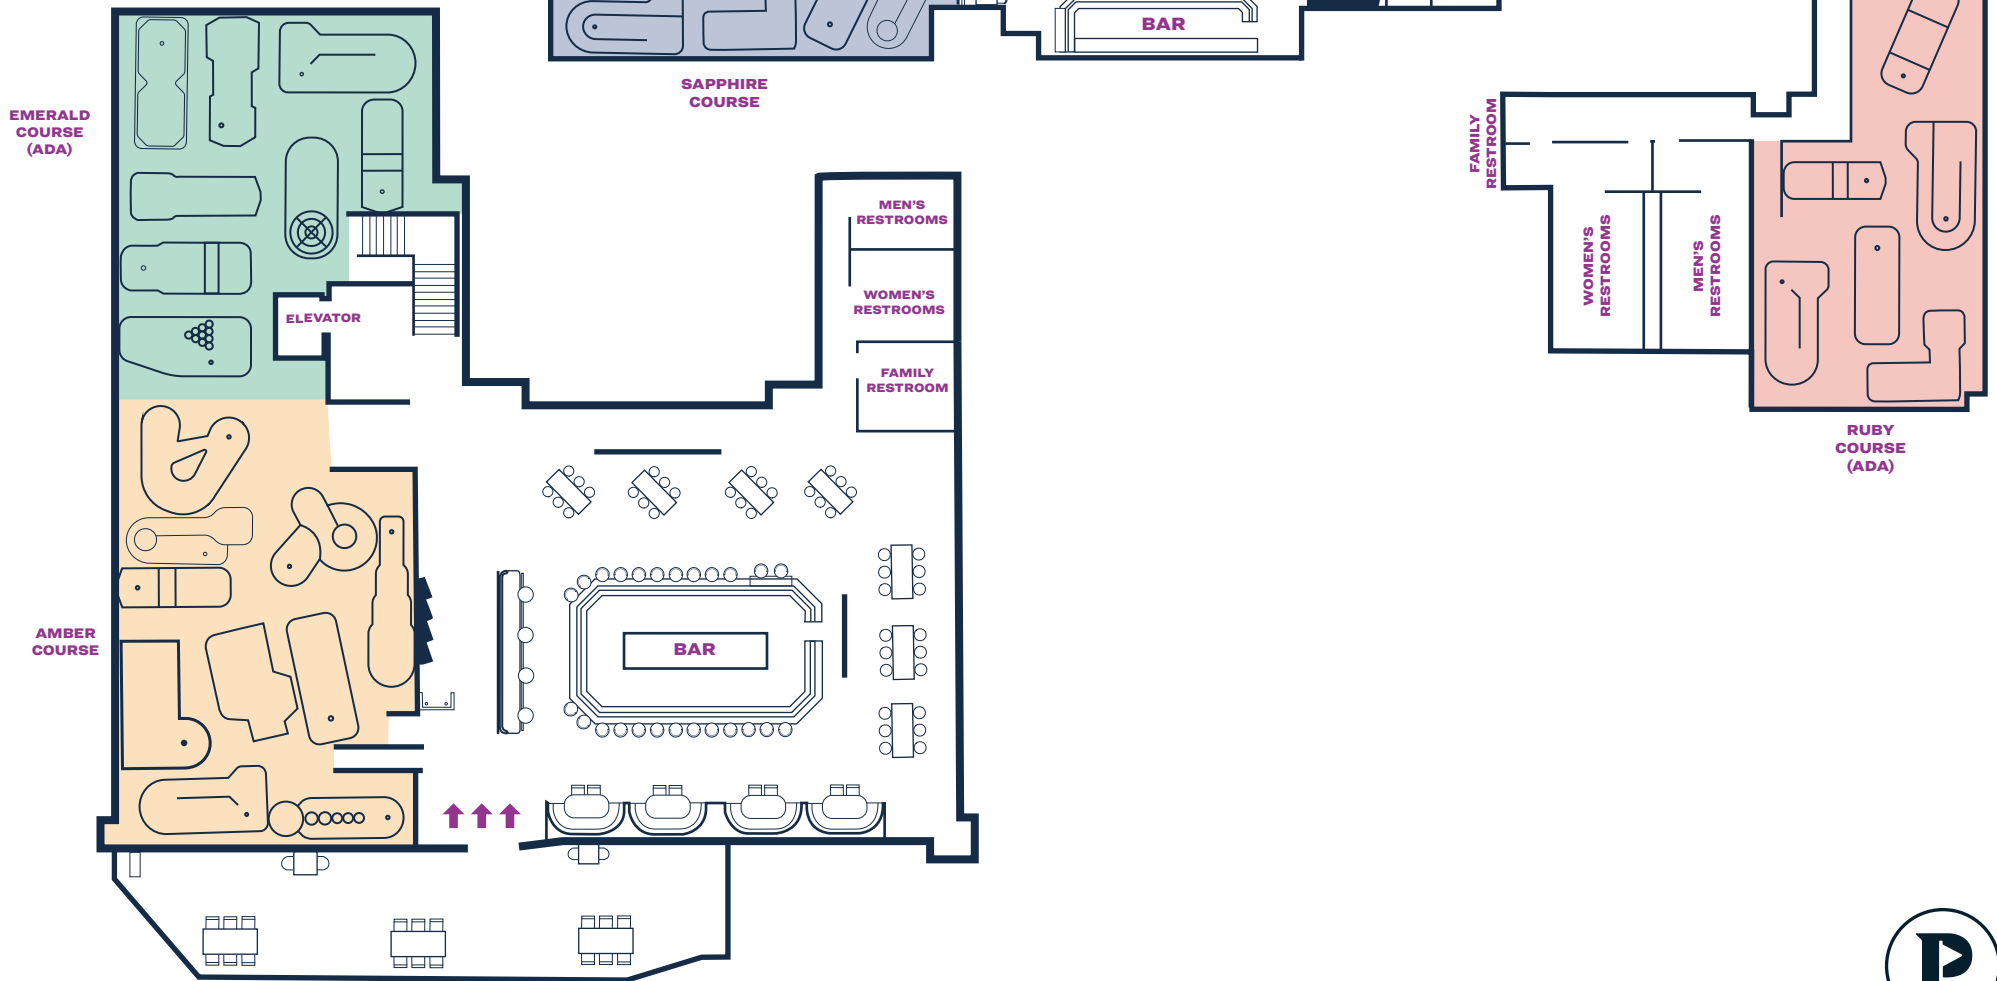 BAR
SAPPHIRE
COURSE
EMERALD
COURSE
(ADA)
FAMILY
RESTROOM
MEN'S
RESTROOMS
WOMEN'S
RESTROOMS
WOMEN'S
RESTROOMS
MEN'S
RESTROOMS
ELEVATOR
FAMILY
RESTROOM
RUBY
COURSE
(ADA)
AMBER
COURSE
BAR
P